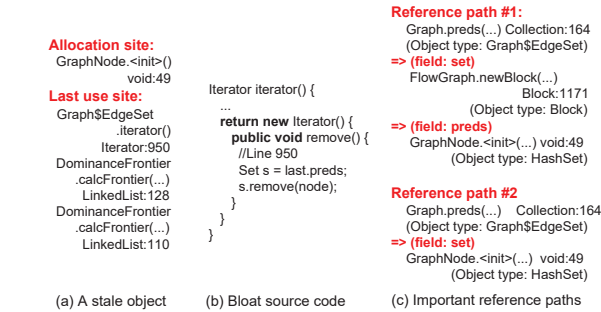 Allocation site:
GraphNode.<init>()
void:49
Last use site:
Graph$EdgeSet
.iterator()
Iterator:950
DominanceFrontier
.calcFrontier(...)
LinkedList:128
DominanceFrontier
.calcFrontier(...)
LinkedList:110
(a) A stale object
Iterator iterator() {
...
return new Iterator() {
public void remove() {
//Line 950
Set s = last.preds;
s.remove(node);
}
}
}
(b) Bloat source code
Reference path #1:
Graph.preds(...) Collection:164
(Object type: Graph$EdgeSet)
=> (field: set)
FlowGraph.newBlock(...)
Block:1171
(Object type: Block)
=> (field: preds)
GraphNode.<init>(...) void:49
(Object type: HashSet)
Reference path #2
Graph.preds(...) Collection:164
(Object type: Graph$EdgeSet)
=> (field: set)
GraphNode.<init>(...) void:49
(Object type: HashSet)
(c) Important reference paths